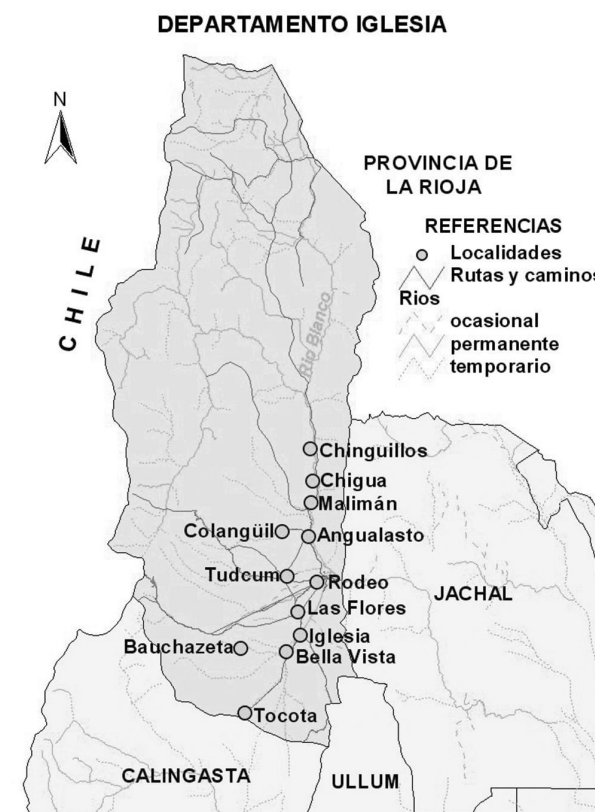 DEPARTAMENTO IGLESIA
N
PROVINCIA DE
LA RIOJA
REFERENCIAS
Localidades
Rutas y caminos
Rios
ocasional
permanente
temporario
CHILE
Rio Blanco
Chinguillos
Chigua
Malimán
Colangüil
Angualasto
Tudcum
Rodeo
JACHAL
Las Flores
Iglesia
Bauchazeta
Bella Vista
Tocota
CALINGASTA
ULLUM